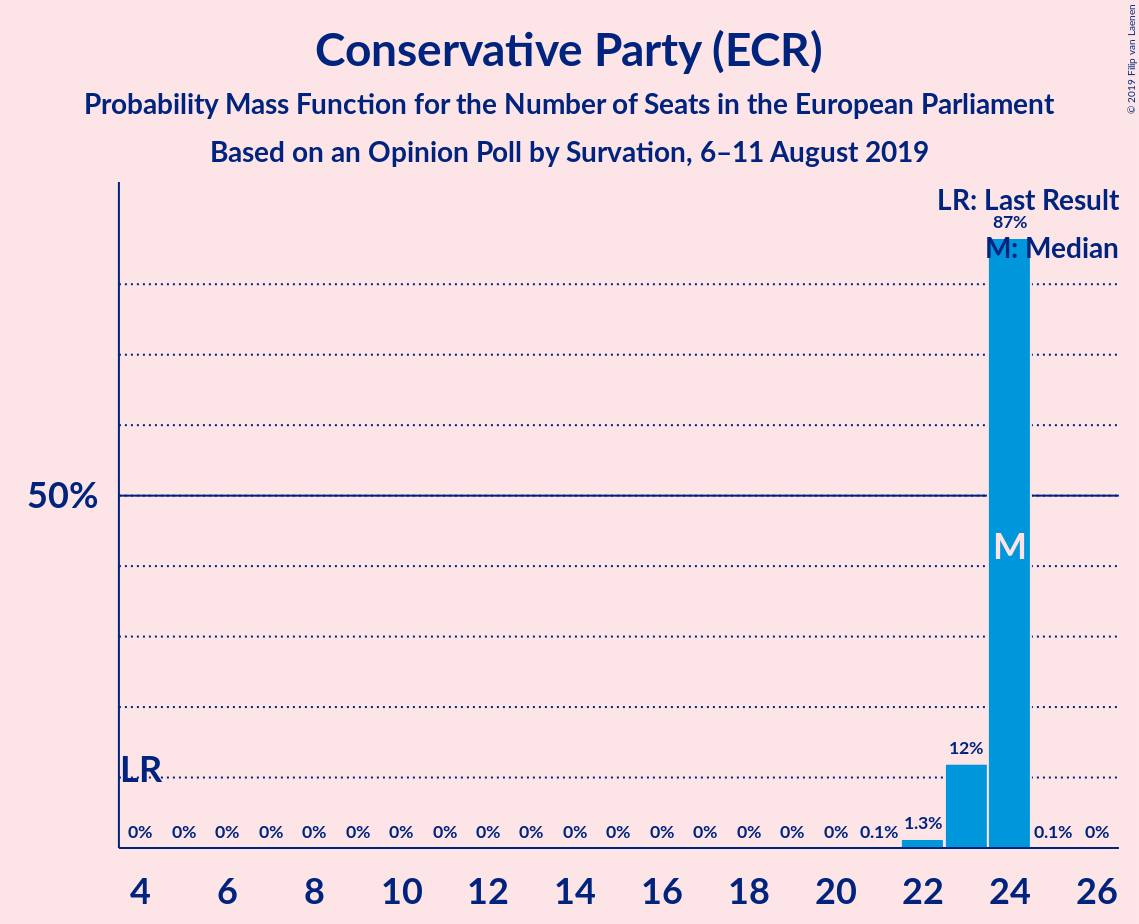 Conservative Party (ECR)
Probability Mass Function for the Number of Seats in the European Parliament
Based on an Opinion Poll by Survation, 6–11 August 2019
© 2019 Filip van Laenen
LR: Last Result
87%
M: Median
50%
M
12%
LR
1.3%
0% 0% 0% 0% 0% 0% 0% 0% 0% 0% 0% 0% 0% 0% 0% 0% 0% 0.1% 0.1% 0%
4 6 8 10 12 14 16 18 20 22 24 26